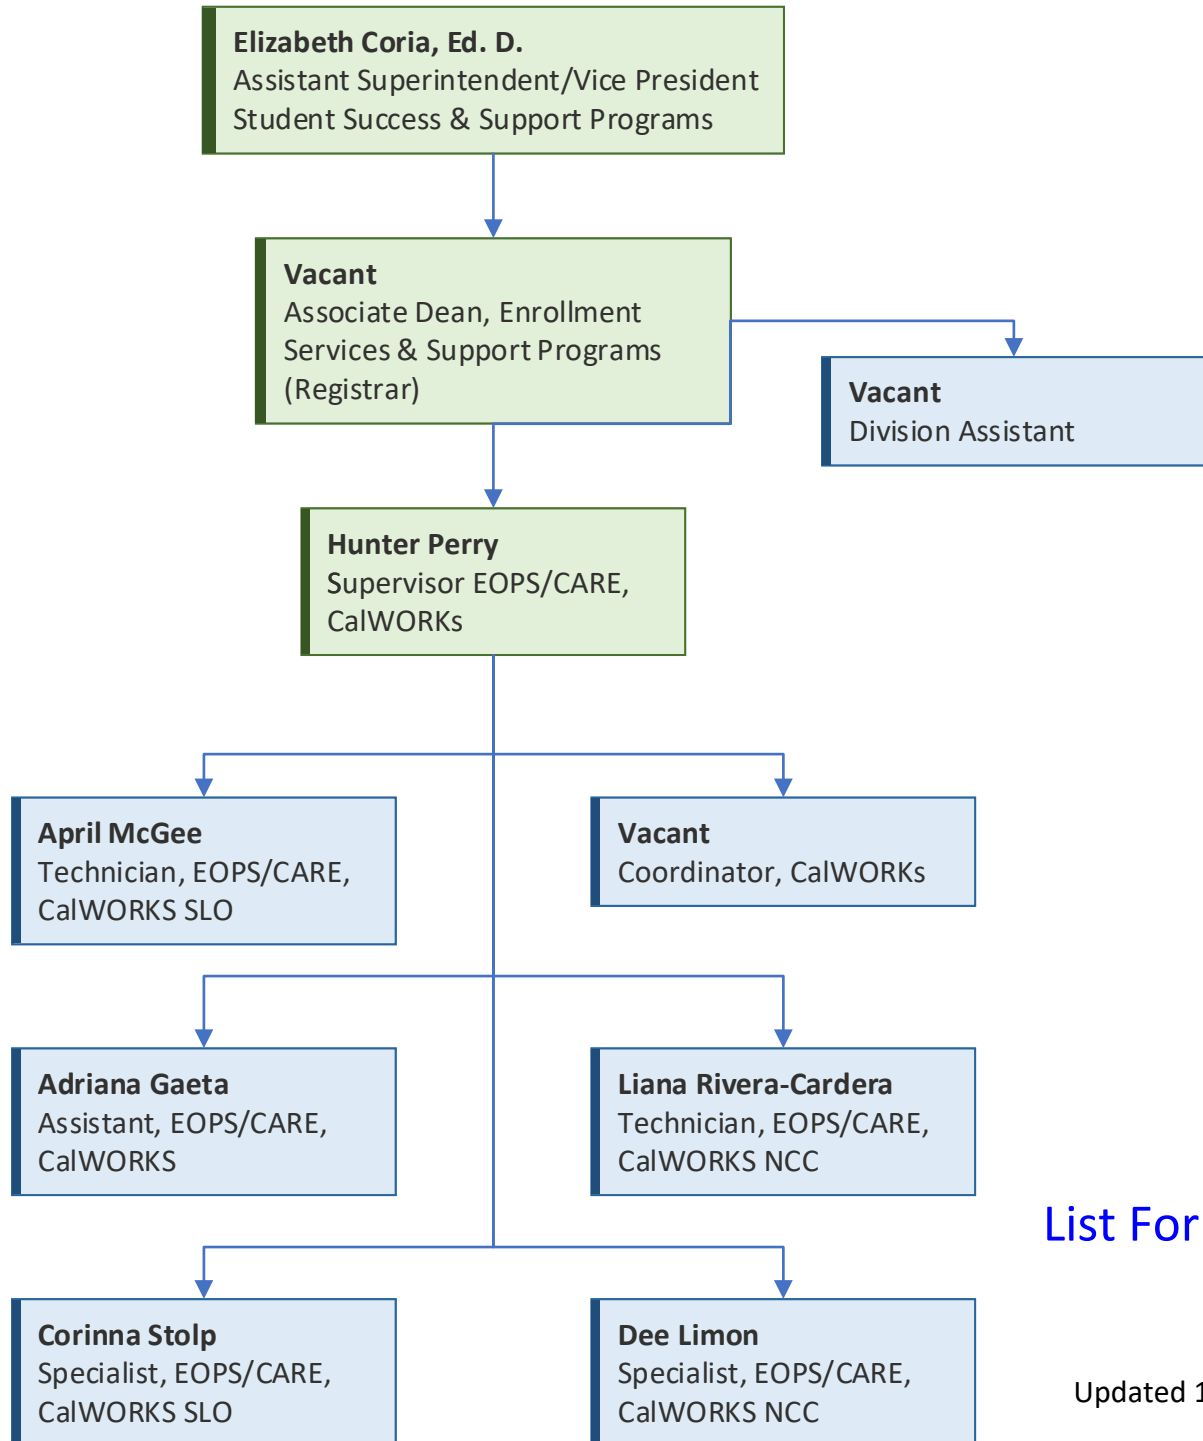 Elizabeth Coria, Ed. D.
Assistant Superintendent/Vice President
Student Success & Support Programs
Vacant
Associate Dean, Enrollment
Services & Support Programs
(Registrar)
Vacant
Division Assistant
Hunter Perry
Supervisor EOPS/CARE,
CalWORKs
April McGee
Technician, EOPS/CARE,
CalWORKS SLO
Vacant
Coordinator, CalWORKs
Adriana Gaeta
Assistant, EOPS/CARE,
CalWORKS
Liana Rivera-Cardera
Technician, EOPS/CARE,
CalWORKS NCC
List For
Corinna Stolp
Specialist, EOPS/CARE,
CalWORKS SLO
Dee Limon
Specialist, EOPS/CARE,
CalWORKS NCC
Updated 1